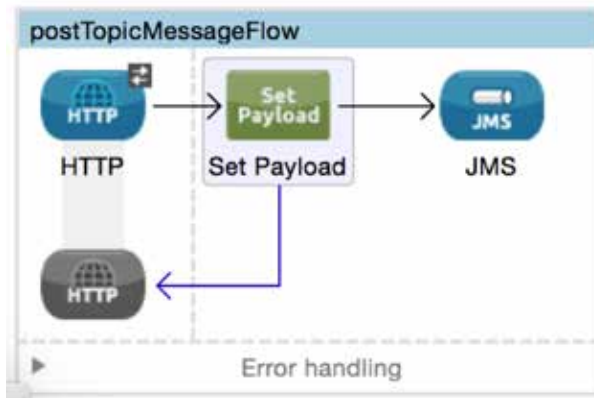 postTopicMessageFlow
HTTP
Set
Payload
JMS
HTTP
Set Payload
JMS
HTTP
Error handling